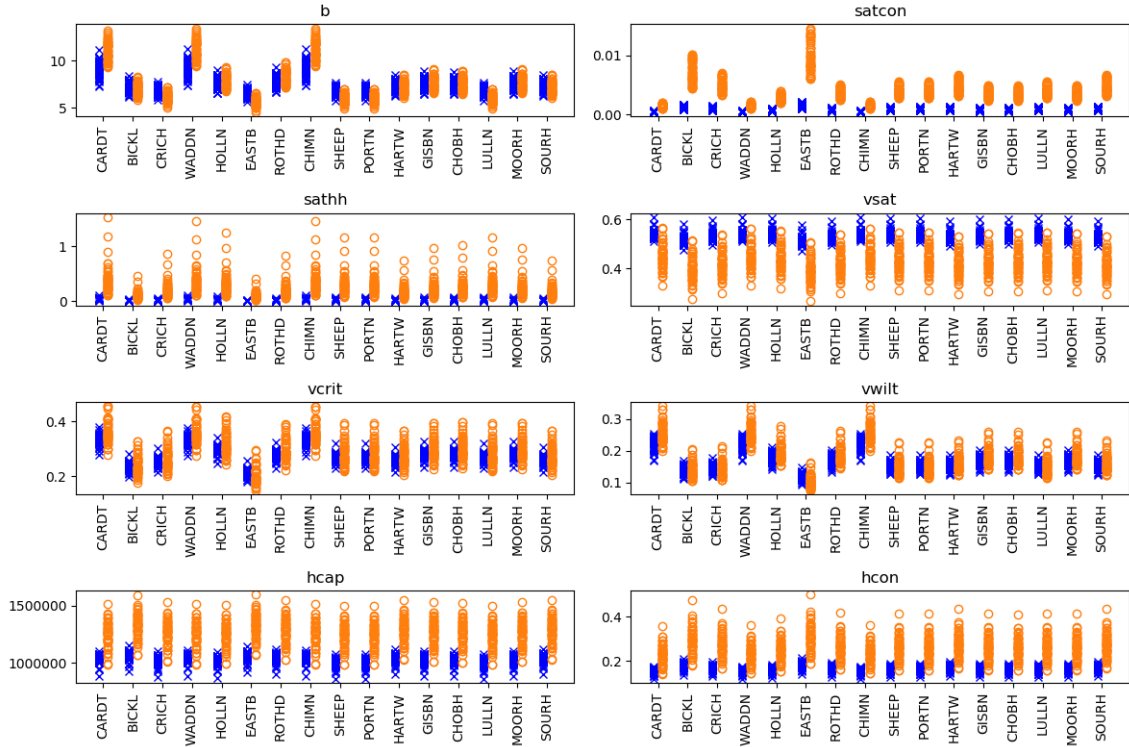 b
10
5
CARDT BICKL CRICH WADDN HOLLN EASTB ROTHD CHIMN SHEEP PORTN HARTW GISBN CHOBH LULLN MOORH SOURH
satcon
0.01
0.00
CARDT BICKL CRICH WADDN HOLLN EASTB ROTHD CHIMN SHEEP PORTN HARTW GISBN CHOBH LULLN MOORH SOURH
sathh
1
0
CARDT BICKL CRICH WADDN HOLLN EASTB ROTHD CHIMN SHEEP PORTN HARTW GISBN CHOBH LULLN MOORH SOURH
vsat
0.6
0.4
CARDT BICKL CRICH WADDN HOLLN EASTB ROTHD CHIMN SHEEP PORTN HARTW GISBN CHOBH LULLN MOORH SOURH
vcrit
0.4
0.2
CARDT BICKL CRICH WADDN HOLLN EASTB ROTHD CHIMN SHEEP PORTN HARTW GISBN CHOBH LULLN MOORH SOURH
vwilt
0.3
0.2
0.1
CARDT BICKL CRICH WADDN HOLLN EASTB ROTHD CHIMN SHEEP PORTN HARTW GISBN CHOBH LULLN MOORH SOURH
hcap
1500000
1000000
CARDT BICKL CRICH WADDN HOLLN EASTB ROTHD CHIMN SHEEP PORTN HARTW GISBN CHOBH LULLN MOORH SOURH
hcon
0.4
0.2
CARDT BICKL CRICH WADDN HOLLN EASTB ROTHD CHIMN SHEEP PORTN HARTW GISBN CHOBH LULLN MOORH SOURH